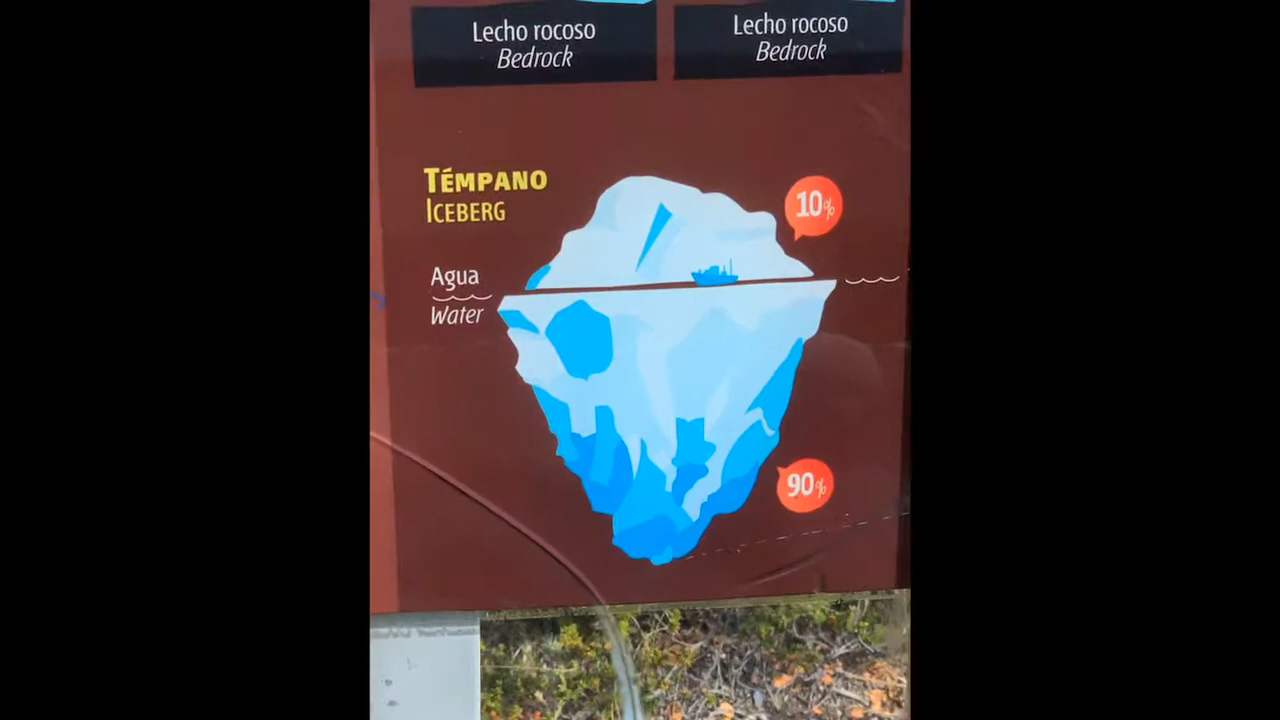 Lecho rocoso
Bedrock
Lecho rocoso
Bedrock
TÉMPANO
ICEBERG
10%
Agua
Water
90%